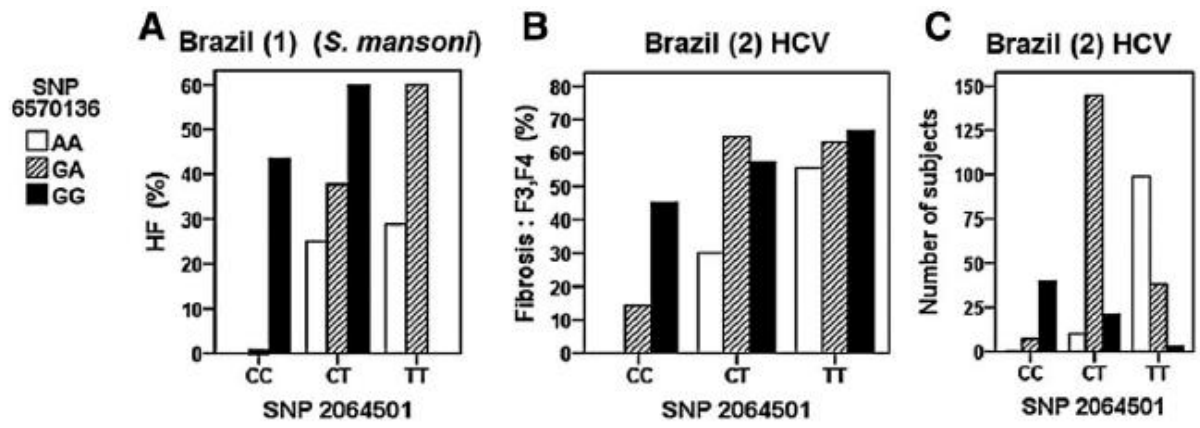 A Brazil (1) (S. mansoni)
SNP
6570136
AA
GA
GG
HF (%)
60
50
40
30
20
10
0
CC CT TT
SNP 2064501
B Brazil (2) HCV
Fibrosis : F3,F4 (%)
80
70
60
50
40
30
20
10
0
CC CT TT
SNP 2064501
C Brazil (2) HCV
Number of subjects
150
125
100
75
50
25
0
CC CT TT
SNP 2064501